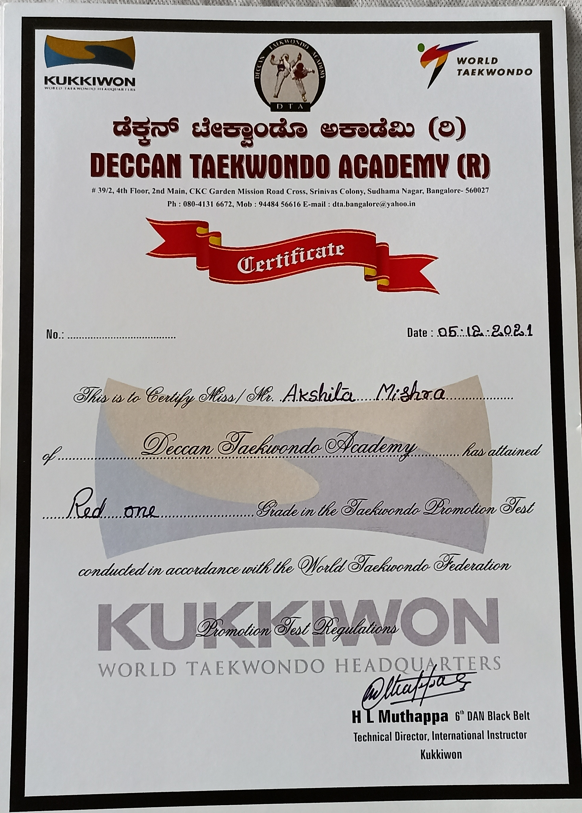 KUKKIWON
WORLD TAEKWONDO HEADQUARTERS
DECCAN TAEKWONDO ACADEMY
DTA
WORLD
TAEKWONDO
ಡೆಕ್ಕನ್ ಟೇಕ್ವಾಂಡೊ ಅಕಾಡೆಮಿ (ರಿ)
DECCAN TAEKWONDO ACADEMY (R)
# 39/2, 4th Floor, 2nd Main, CKC Garden Mission Road Cross, Srinivas Colony, Sudhama Nagar, Bangalore- 560027
Ph : 080-4131 6672, Mob : 94484 56616 E-mail : dta.bangalore@yahoo.in
Certificate
No.: ..............................
Date : 05.12.2021
This is to Certify Miss/Mr. Akshita Mishra
of Deccan Taekwondo Academy has attained
Red one Grade in the Taekwondo Promotion Test
conducted in accordance with the World Taekwondo Federation
KUKKIWON
Promotion Test Regulations
WORLD TAEKWONDO HEADQUARTERS
H L Muthappa 6th DAN Black Belt
Technical Director, International Instructor
Kukkiwon